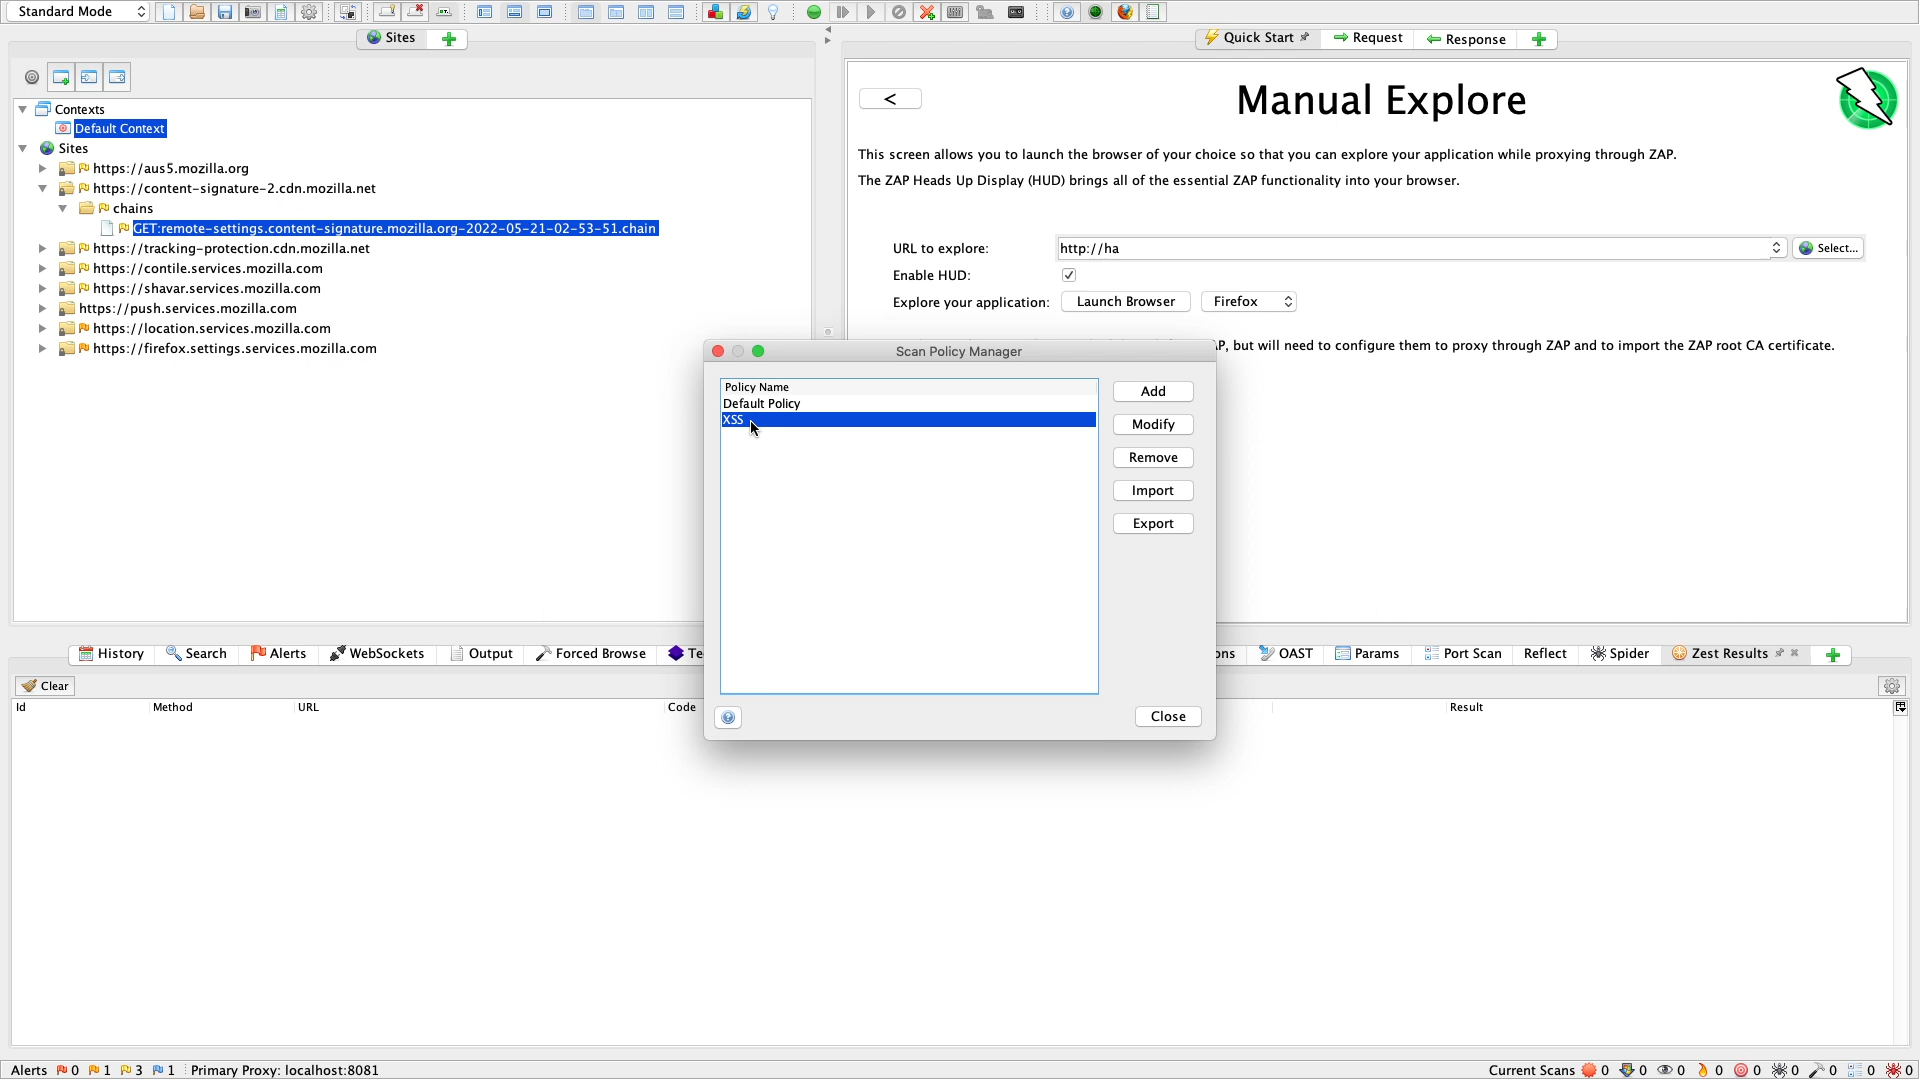 Standard Mode
Sites
Quick Start
Request
Response
Contexts
Default Context
Sites
https://aus5.mozilla.org
https://content-signature-2.cdn.mozilla.net
chains
GET:remote-settings.content-signature.mozilla.org-2022-05-21-02-53-51.chain
https://tracking-protection.cdn.mozilla.net
https://contile.services.mozilla.com
https://shavar.services.mozilla.com
https://push.services.mozilla.com
https://location.services.mozilla.com
https://firefox.settings.services.mozilla.com
<
Manual Explore
This screen allows you to launch the browser of your choice so that you can explore your application while proxying through ZAP.
The ZAP Heads Up Display (HUD) brings all of the essential ZAP functionality into your browser.
URL to explore: http://ha Select...
Enable HUD:
Explore your application: Launch Browser Firefox
, but will need to configure them to proxy through ZAP and to import the ZAP root CA certificate.
Scan Policy Manager
Policy Name
Default Policy
XSS
Add
Modify
Remove
Import
Export
Close
History Search Alerts WebSockets Output Forced Browse Te
ons OAST Params Port Scan Reflect Spider Zest Results
Clear
Id Method URL Code Result
Alerts 0 1 3 1 Primary Proxy: localhost:8081
Current Scans 0 0 0 0 0 0 0 0 0